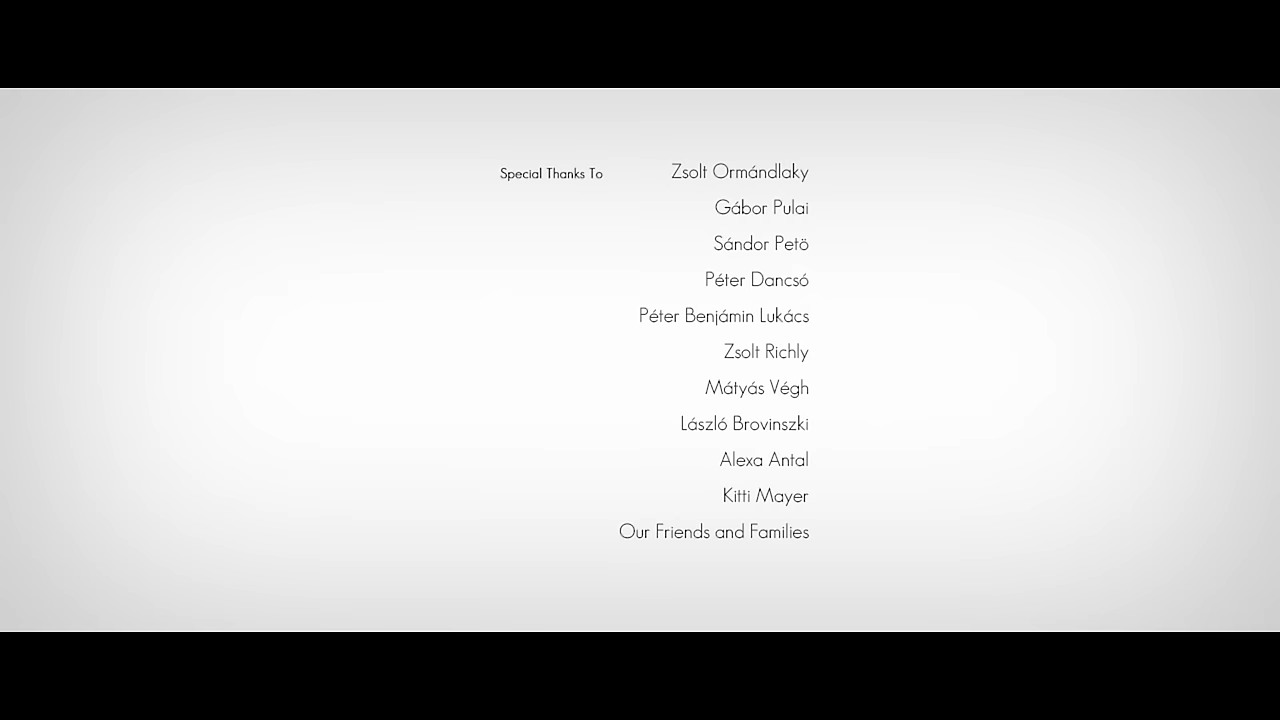 Special Thanks To Zsolt Ormándlaky
Gábor Pulai
Sándor Petö
Péter Dancsó
Péter Benjámin Lukács
Zsolt Richly
Mátyás Végh
László Brovinszki
Alexa Antal
Kitti Mayer
Our Friends and Families